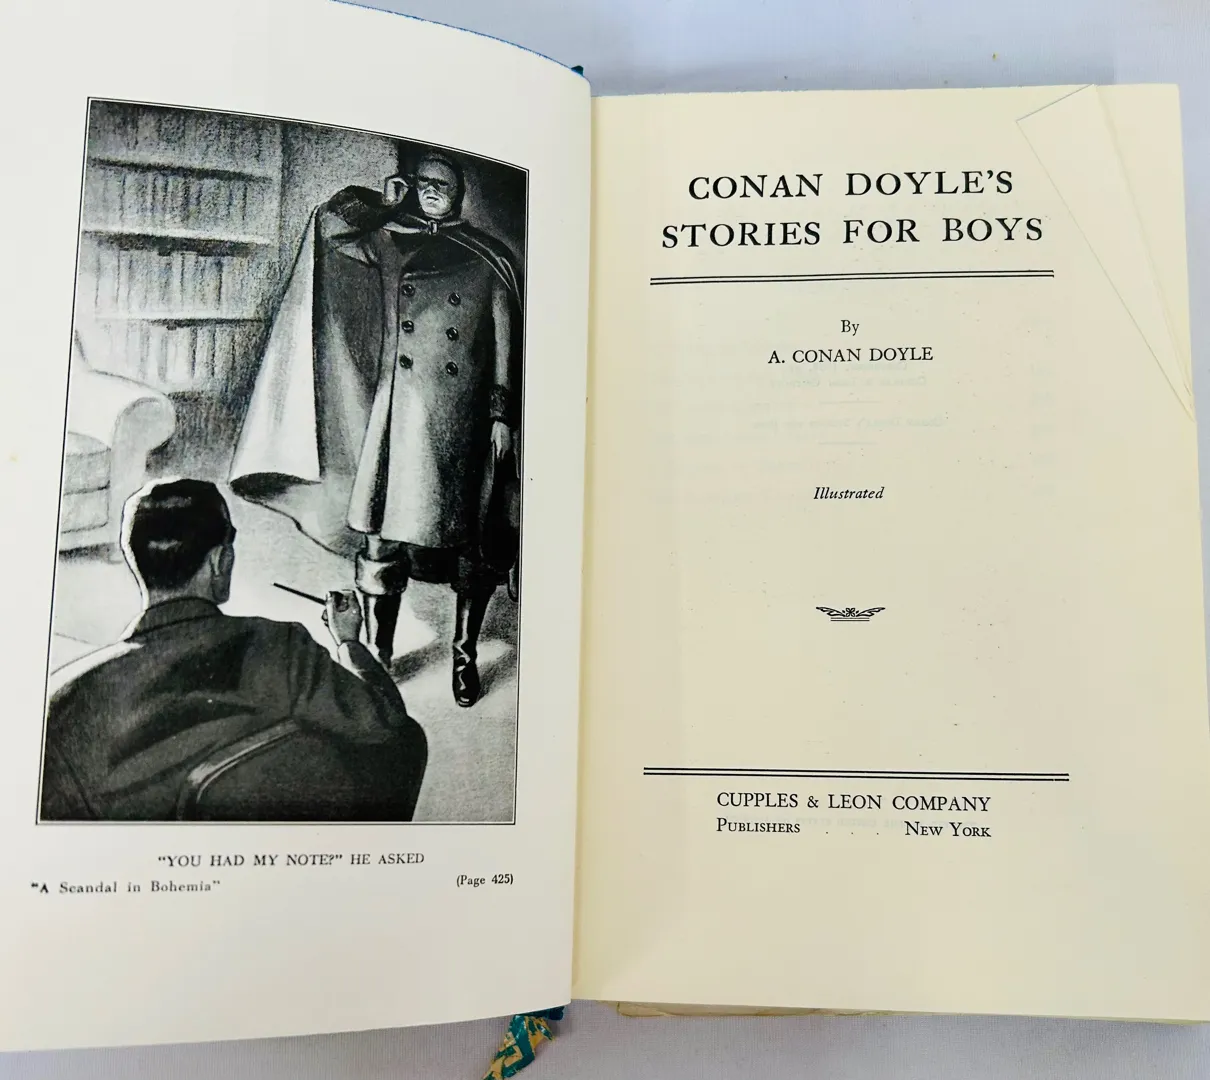 "YOU HAD MY NOTE?" HE ASKED
"A Scandal in Bohemia"
(Page 425)
CONAN DOYLE'S
STORIES FOR BOYS
By
A. CONAN DOYLE
Illustrated
CUPPLES & LEON COMPANY
PUBLISHERS . . . NEW YORK